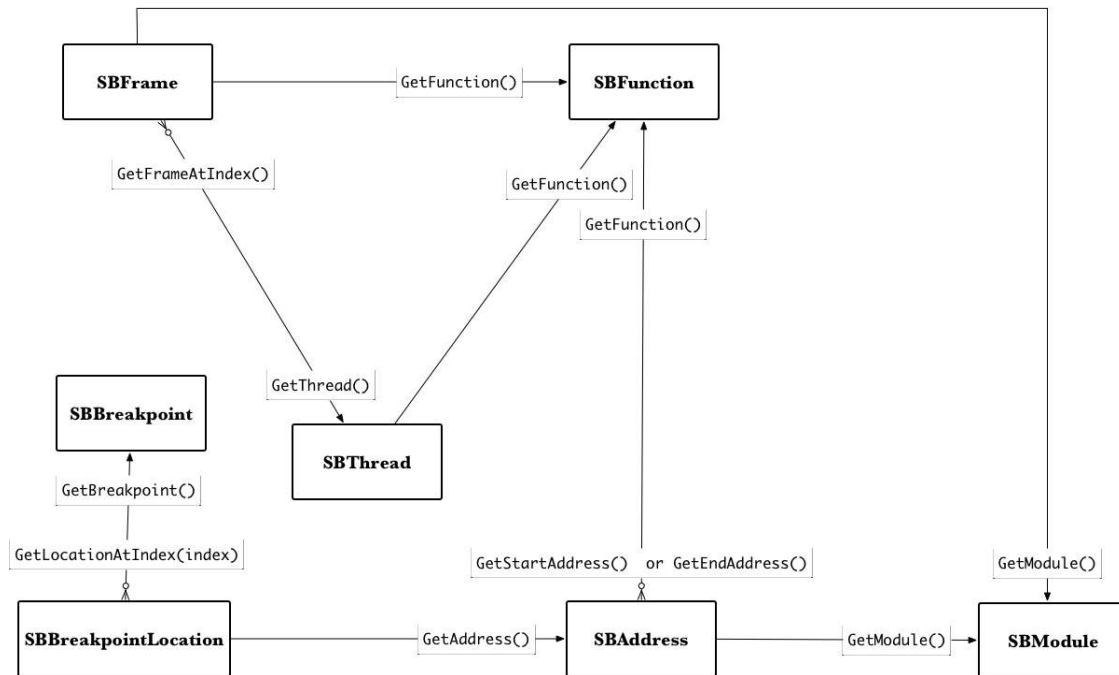 SBFrame
GetFunction()
SBFunction
GetFrameAtIndex()
GetFunction()
GetFunction()
GetThread()
SBBreakpoint
SBThread
GetBreakpoint()
GetLocationAtIndex(index)
GetStartAddress() or GetEndAddress()
GetModule()
SBBreakpointLocation
GetAddress()
SBAddress
GetModule()
SBModule